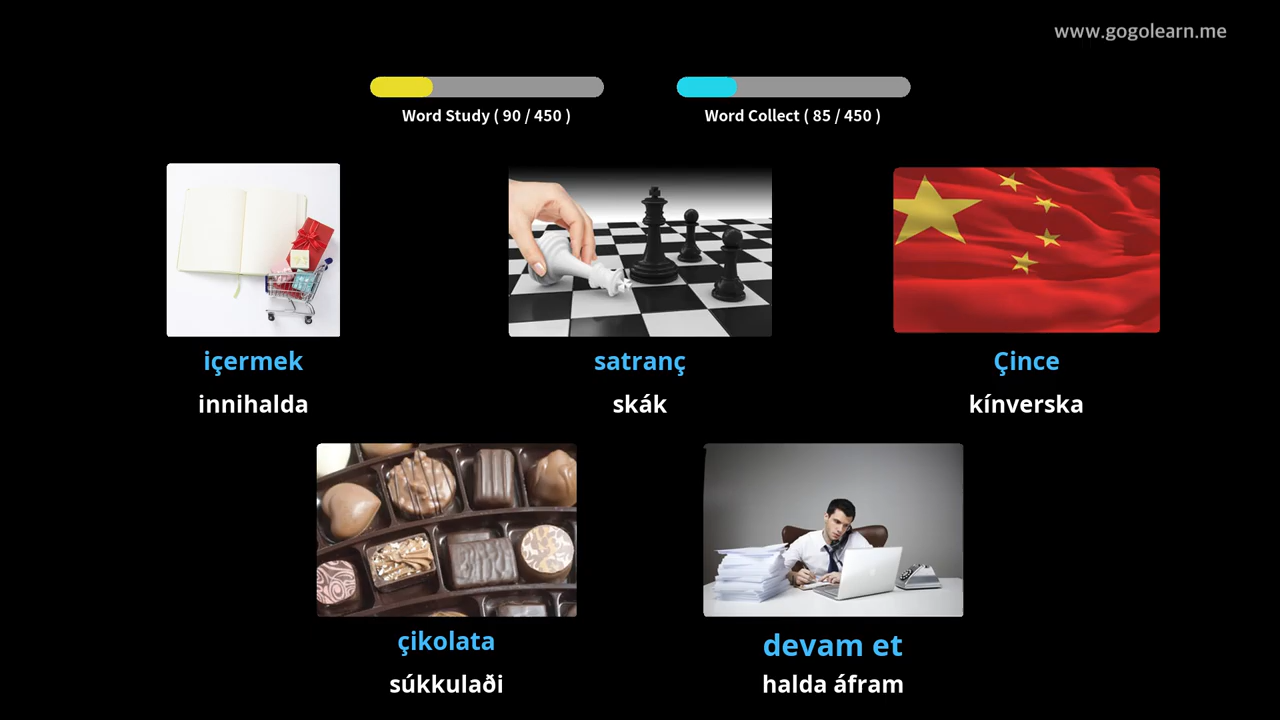 www.gogolearn.me
Word Study ( 90 / 450 )
Word Collect ( 85 / 450 )
içermek
satranç
Çince
innihalda
skák
kínverska
çikolata
devam et
súkkulaði
halda áfram